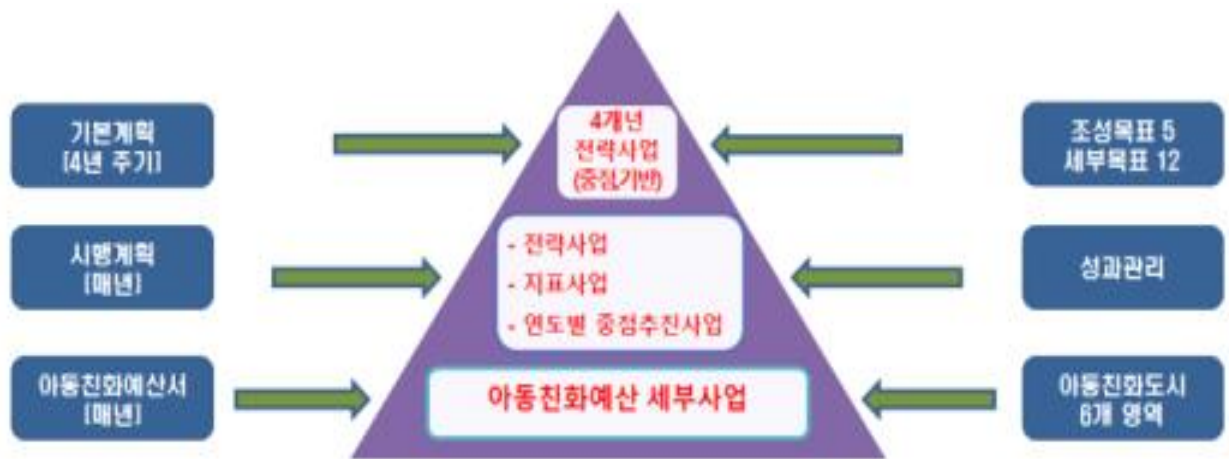 기본계획
[4년 주기]
4개년
전략사업
(중점,기반)
조성목표 5
세부목표 12
시행계획
[매년]
- 전략사업
- 지표사업
- 연도별 중점추진사업
성과관리
아동친화예산서
[매년]
아동친화예산 세부사업
아동친화도시
6개 영역